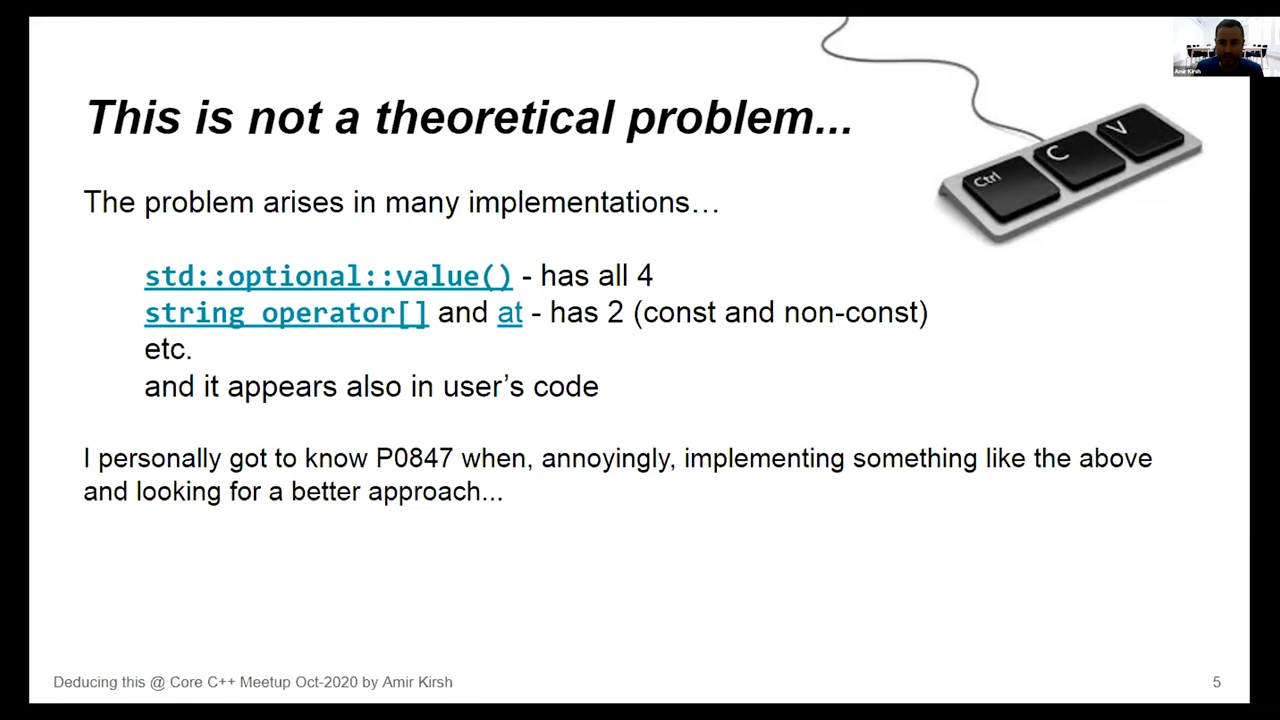 Amir Kirsh
This is not a theoretical problem...
Ctrl
C
V
The problem arises in many implementations…
std::optional::value() - has all 4
string operator[] and at - has 2 (const and non-const)
etc.
and it appears also in user’s code
I personally got to know P0847 when, annoyingly, implementing something like the above
and looking for a better approach...
Deducing this @ Core C++ Meetup Oct-2020 by Amir Kirsh
5